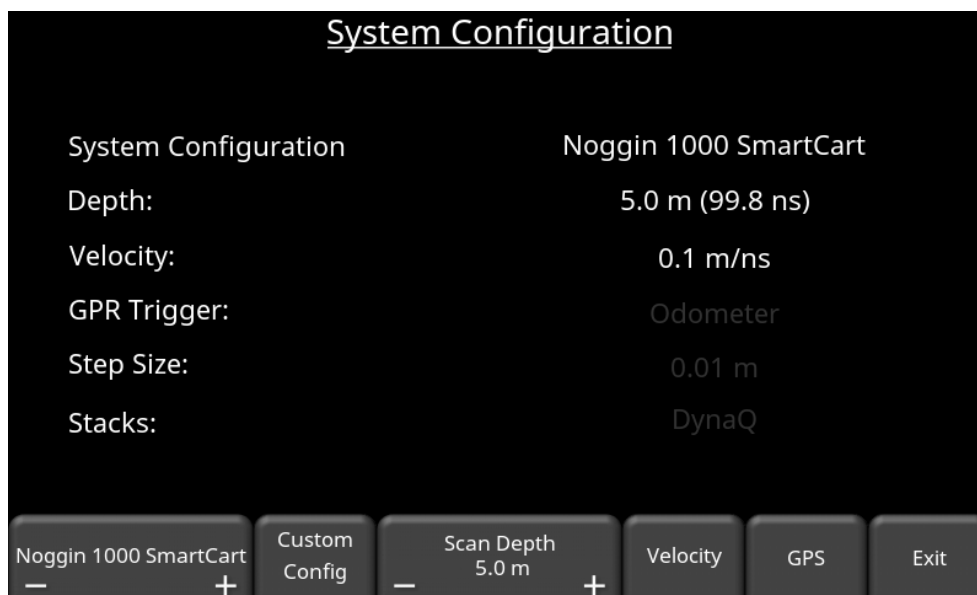 System Configuration
System Configuration Noggin 1000 SmartCart
Depth: 5.0 m (99.8 ns)
Velocity: 0.1 m/ns
GPR Trigger: Odometer
Step Size: 0.01 m
Stacks: DynaQ
Noggin 1000 SmartCart
− +
Custom
Config
Scan Depth
5.0 m
− +
Velocity
GPS
Exit